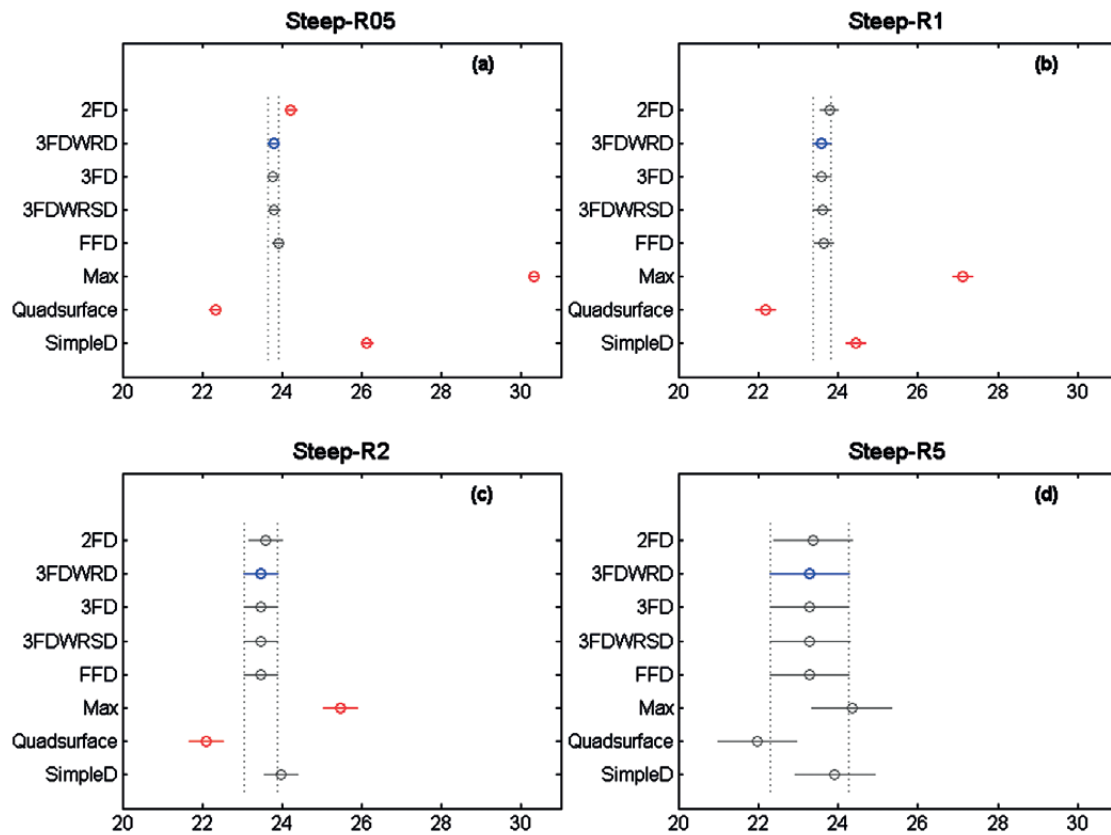 Steep-R05
(a)
2FD
3FDWRD
3FD
3FDWRSD
FFD
Max
Quadsurface
SimpleD
20 22 24 26 28 30
Steep-R1
(b)
2FD
3FDWRD
3FD
3FDWRSD
FFD
Max
Quadsurface
SimpleD
20 22 24 26 28 30
Steep-R2
(c)
2FD
3FDWRD
3FD
3FDWRSD
FFD
Max
Quadsurface
SimpleD
20 22 24 26 28 30
Steep-R5
(d)
2FD
3FDWRD
3FD
3FDWRSD
FFD
Max
Quadsurface
SimpleD
20 22 24 26 28 30